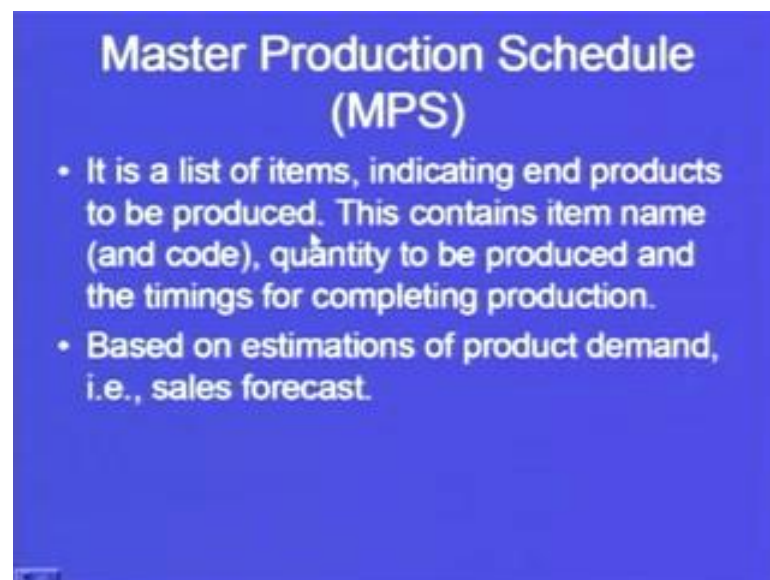 Master Production Schedule
(MPS)
• It is a list of items, indicating end products
to be produced. This contains item name
(and code), quantity to be produced and
the timings for completing production.
• Based on estimations of product demand,
i.e., sales forecast.